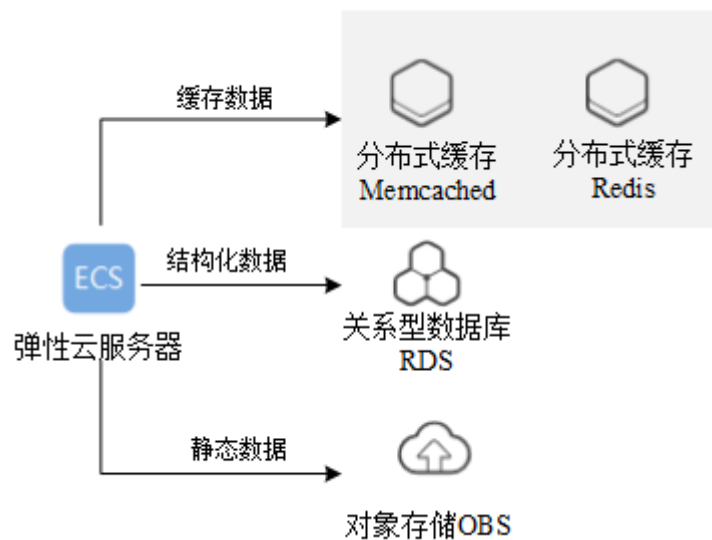 缓存数据
分布式缓存
Memcached
分布式缓存
Redis
ECS
弹性云服务器
结构化数据
关系型数据库
RDS
静态数据
对象存储OBS